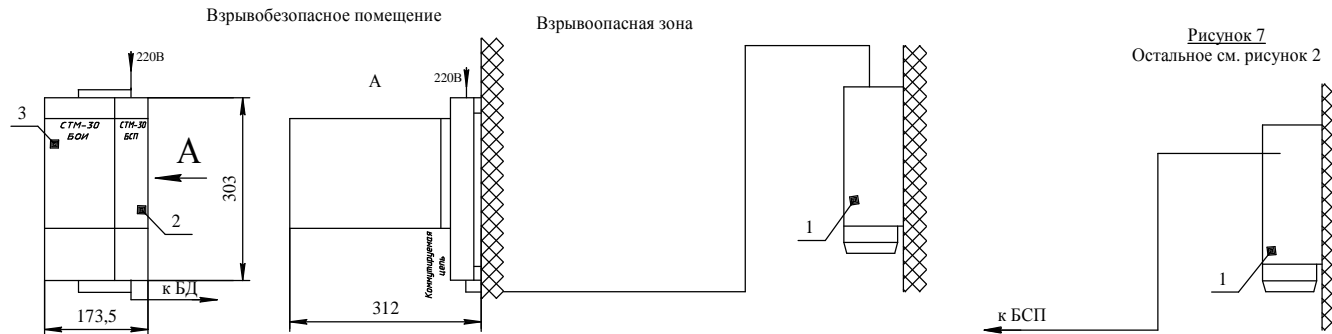 Взрывобезопасное помещение
Взрывоопасная зона
Рисунок 7
Остальное см. рисунок 2
220В
220В
А
3
СТМ-30
БОИ
СТМ-30
БСП
А
303
2
Коммутируемая
цепь
1
1
к БД
173,5
312
к БСП